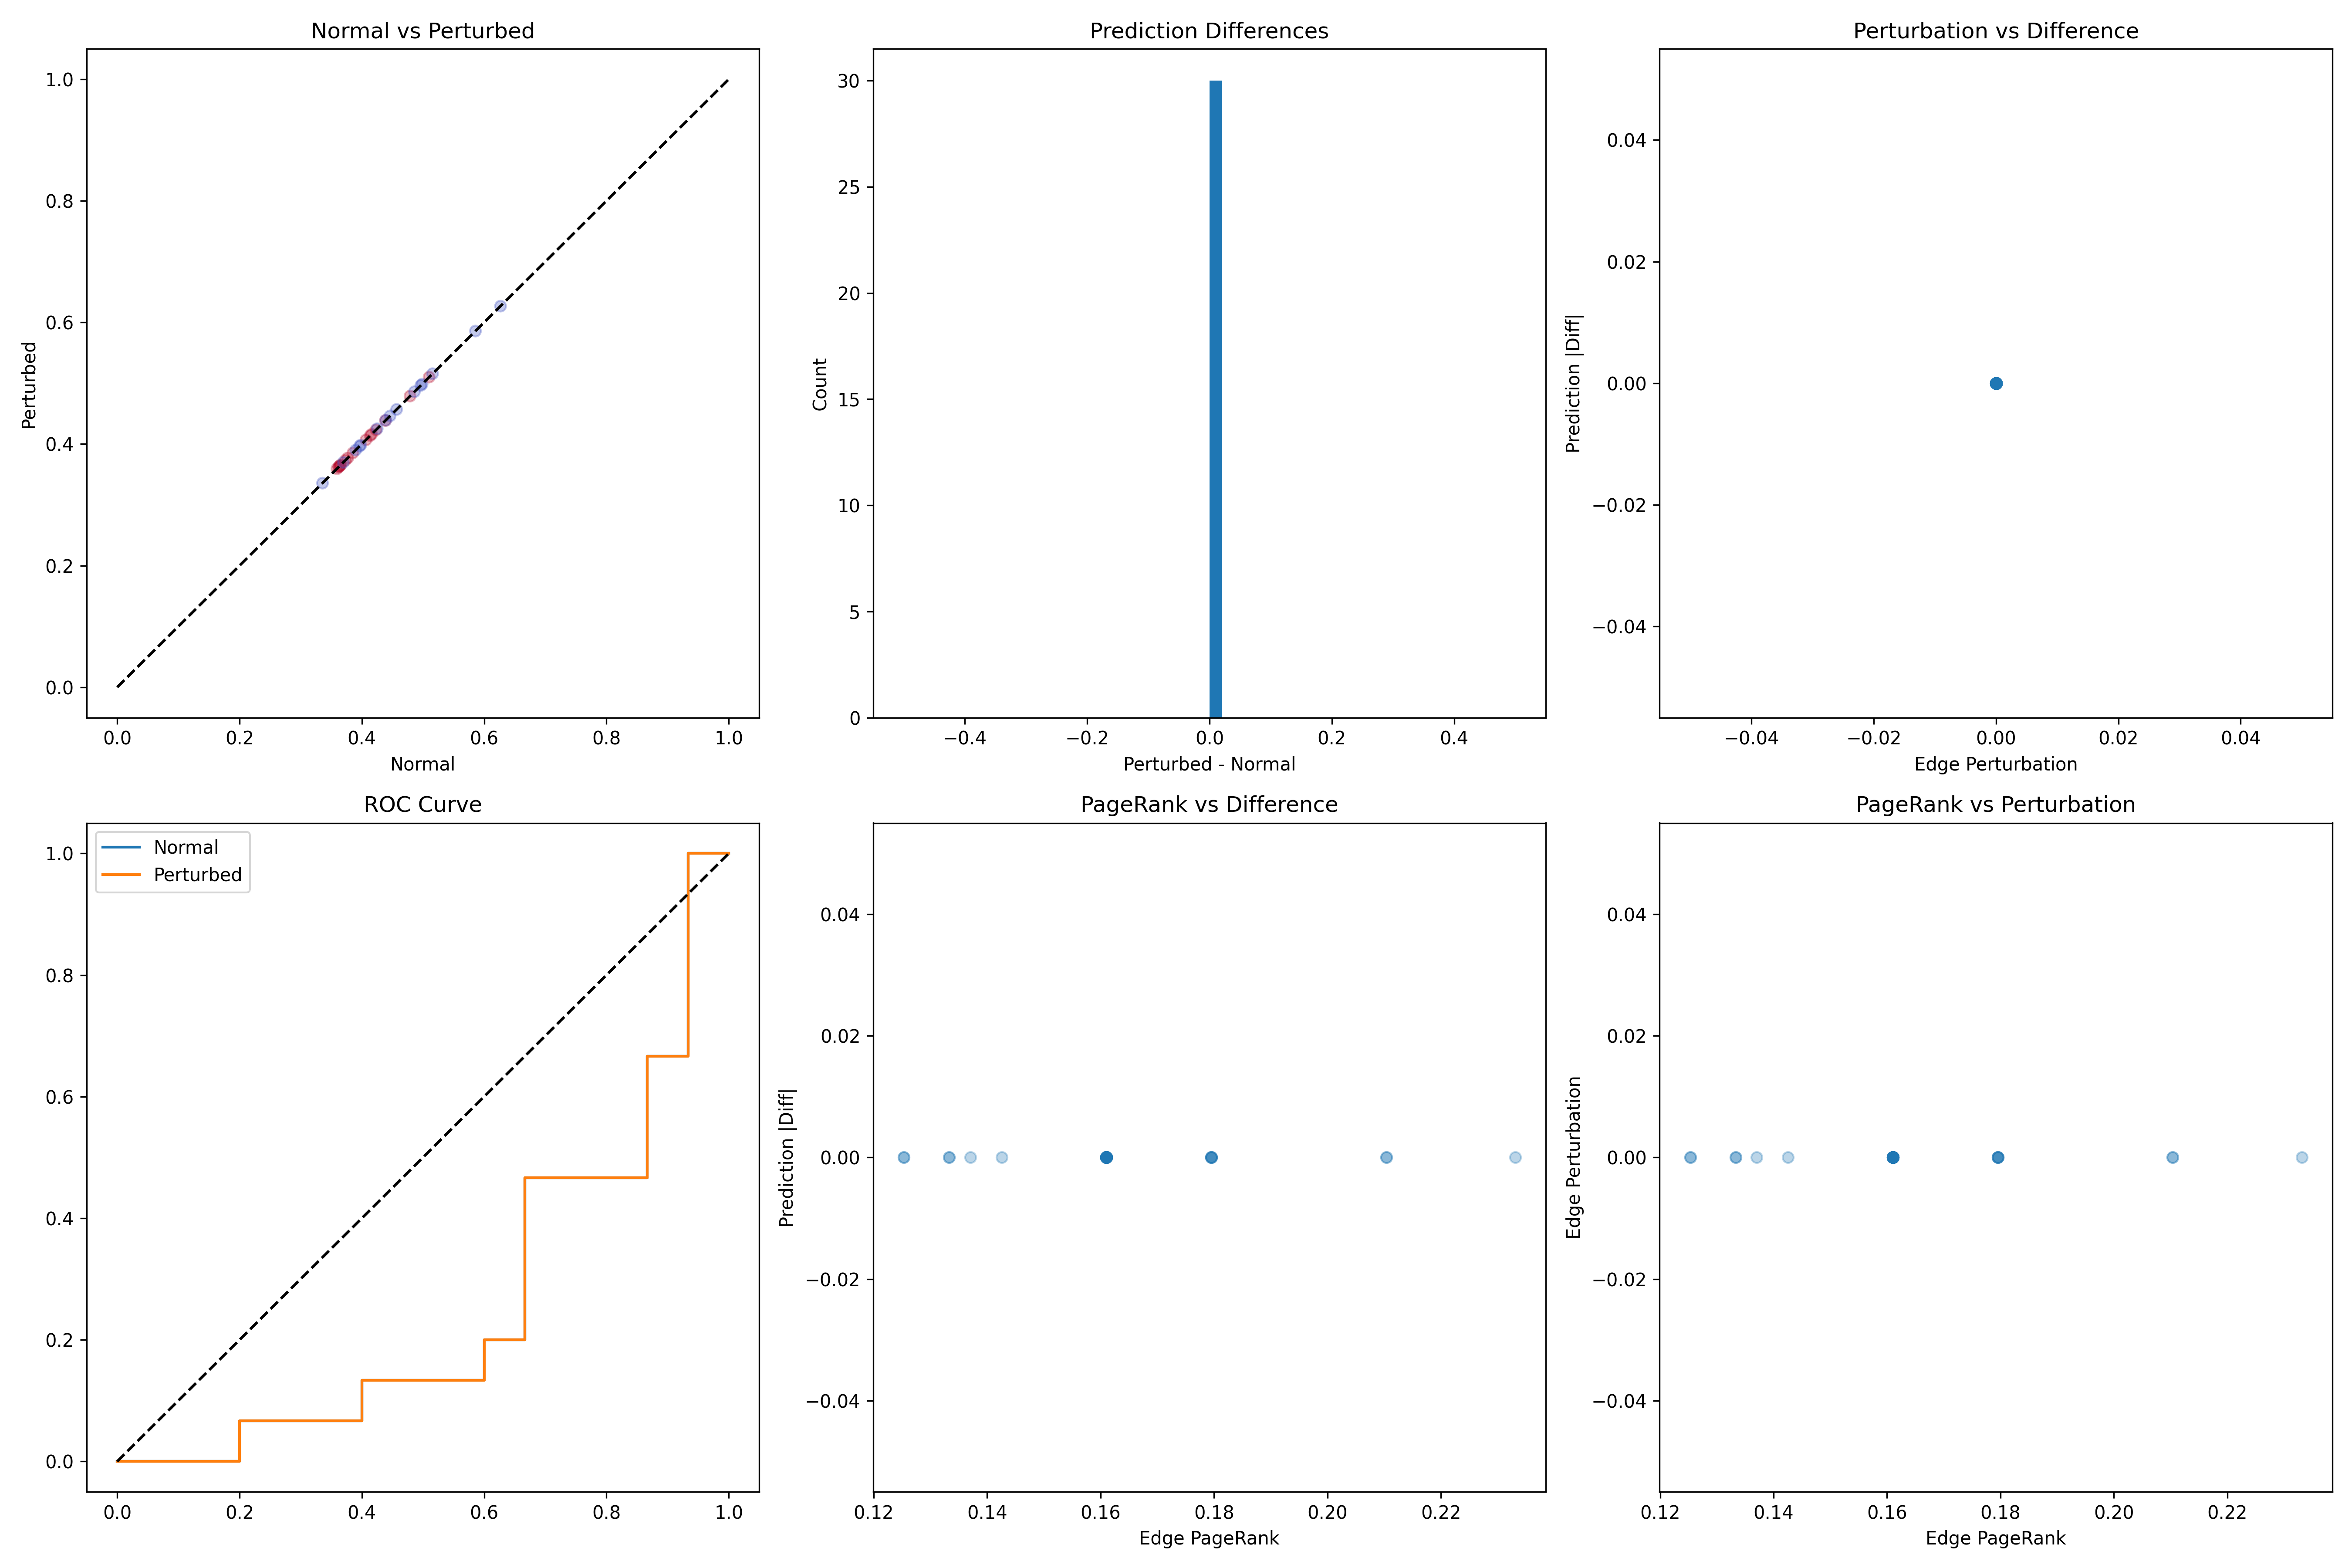 Normal vs Perturbed
1.0
0.8
0.6
0.4
0.2
0.0
Perturbed
0.0 0.2 0.4 0.6 0.8 1.0
Normal
Prediction Differences
30
25
20
15
10
5
0
Count
−0.4 −0.2 0.0 0.2 0.4
Perturbed - Normal
Perturbation vs Difference
0.04
0.02
0.00
−0.02
−0.04
Prediction |Diff|
−0.04 −0.02 0.00 0.02 0.04
Edge Perturbation
ROC Curve
Normal
Perturbed
1.0
0.8
0.6
0.4
0.2
0.0
0.0 0.2 0.4 0.6 0.8 1.0
PageRank vs Difference
0.04
0.02
0.00
−0.02
−0.04
Prediction |Diff|
0.12 0.14 0.16 0.18 0.20 0.22
Edge PageRank
PageRank vs Perturbation
0.04
0.02
0.00
−0.02
−0.04
Edge Perturbation
0.12 0.14 0.16 0.18 0.20 0.22
Edge PageRank